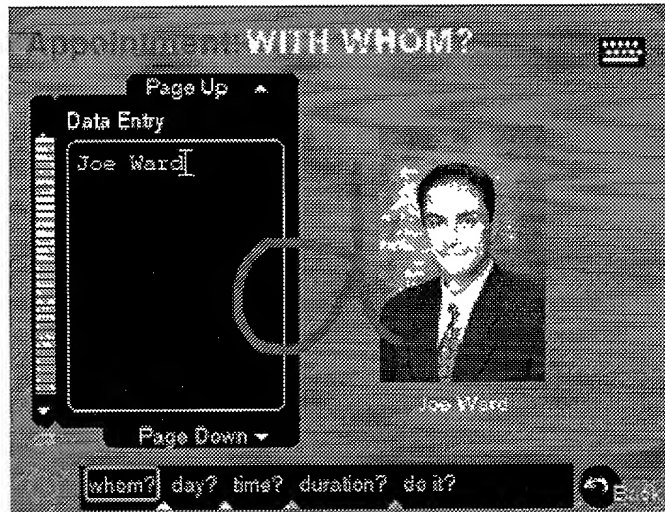 Appointment: WITH WHOM?
Page Up
Data Entry
Joe Ward
Joe Ward
Page Down
whom? day? time? duration? do it?
Back